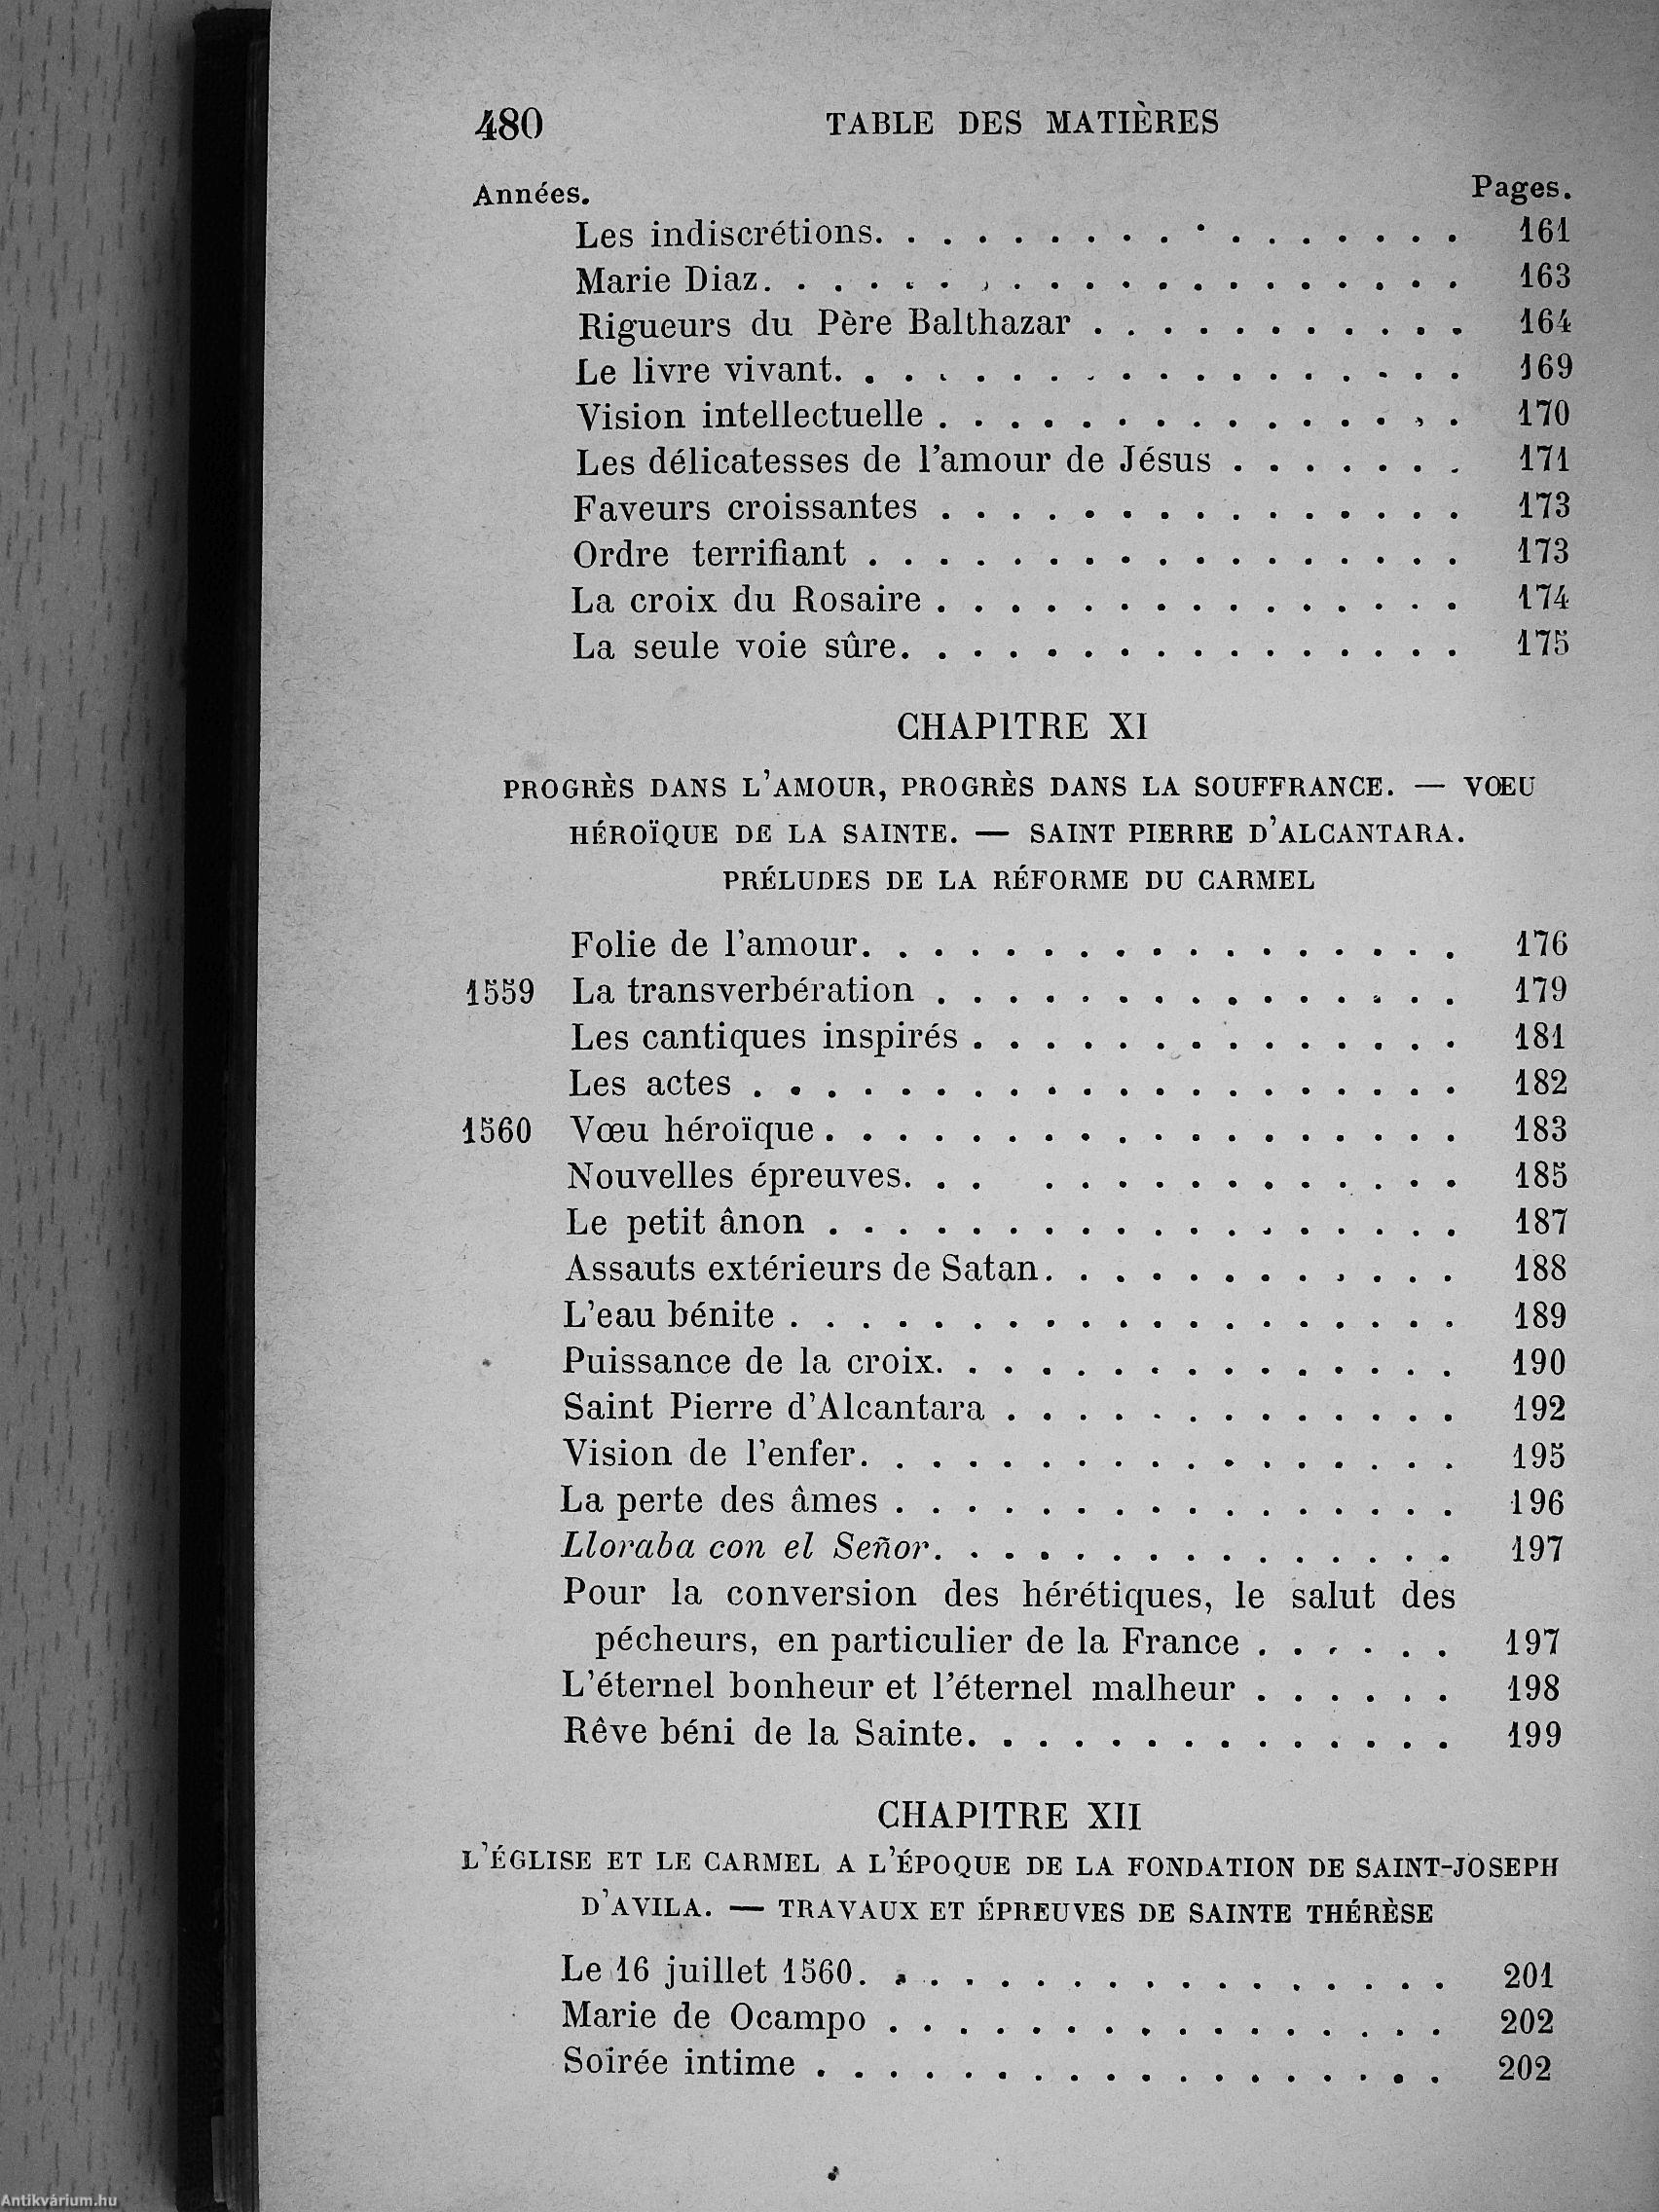 480 TABLE DES MATIÈRES
Années. Pages.
Les indiscrétions. . . . . . . . . . . . . . . . . 161
Marie Diaz. . . . . . . . . . . . . . . . . . . . 163
Rigueurs du Père Balthazar . . . . . . . . . . . 164
Le livre vivant. . . . . . . . . . . . . . . . . . 169
Vision intellectuelle . . . . . . . . . . . . . . . 170
Les délicatesses de l'amour de Jésus . . . . . . . 171
Faveurs croissantes . . . . . . . . . . . . . . . 173
Ordre terrifiant . . . . . . . . . . . . . . . . . 173
La croix du Rosaire . . . . . . . . . . . . . . . 174
La seule voie sûre. . . . . . . . . . . . . . . . 175
CHAPITRE XI
PROGRÈS DANS L'AMOUR, PROGRÈS DANS LA SOUFFRANCE. — VŒU
HÉROÏQUE DE LA SAINTE. — SAINT PIERRE D'ALCANTARA.
PRÉLUDES DE LA RÉFORME DU CARMEL
Folie de l'amour. . . . . . . . . . . . . . . . . 176
1559 La transverbération . . . . . . . . . . . . . . . 179
Les cantiques inspirés . . . . . . . . . . . . . . 181
Les actes . . . . . . . . . . . . . . . . . . . . 182
1560 Vœu héroïque . . . . . . . . . . . . . . . . . . 183
Nouvelles épreuves. . . . . . . . . . . . . . . 185
Le petit ânon . . . . . . . . . . . . . . . . . . 187
Assauts extérieurs de Satan. . . . . . . . . . . . 188
L'eau bénite . . . . . . . . . . . . . . . . . . . 189
Puissance de la croix. . . . . . . . . . . . . . . 190
Saint Pierre d'Alcantara . . . . . . . . . . . . . 192
Vision de l'enfer. . . . . . . . . . . . . . . . . 195
La perte des âmes . . . . . . . . . . . . . . . . 196
Lloraba con el Señor. . . . . . . . . . . . . . . 197
Pour la conversion des hérétiques, le salut des
pécheurs, en particulier de la France . . . . . . 197
L'éternel bonheur et l'éternel malheur . . . . . . 198
Rêve béni de la Sainte. . . . . . . . . . . . . . 199
CHAPITRE XII
L'ÉGLISE ET LE CARMEL A L'ÉPOQUE DE LA FONDATION DE SAINT-JOSEPH
D'AVILA. — TRAVAUX ET ÉPREUVES DE SAINTE THÉRÈSE
Le 16 juillet 1560. . . . . . . . . . . . . . . . . 201
Marie de Ocampo . . . . . . . . . . . . . . . . 202
Soirée intime . . . . . . . . . . . . . . . . . . 202
Antikvárium.hu